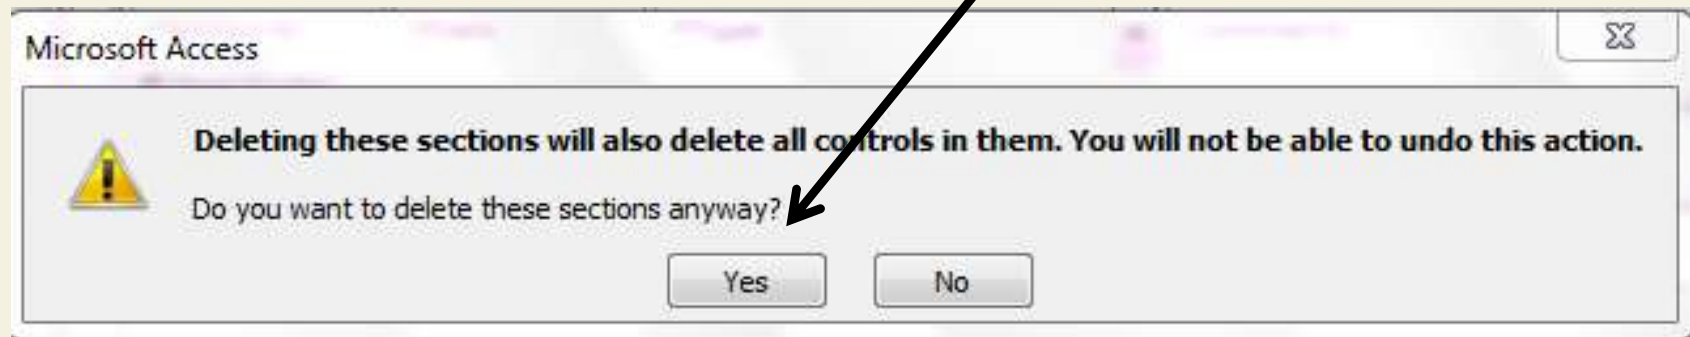 Microsoft Access
Deleting these sections will also delete all controls in them. You will not be able to undo this action.
Do you want to delete these sections anyway?
Yes
No